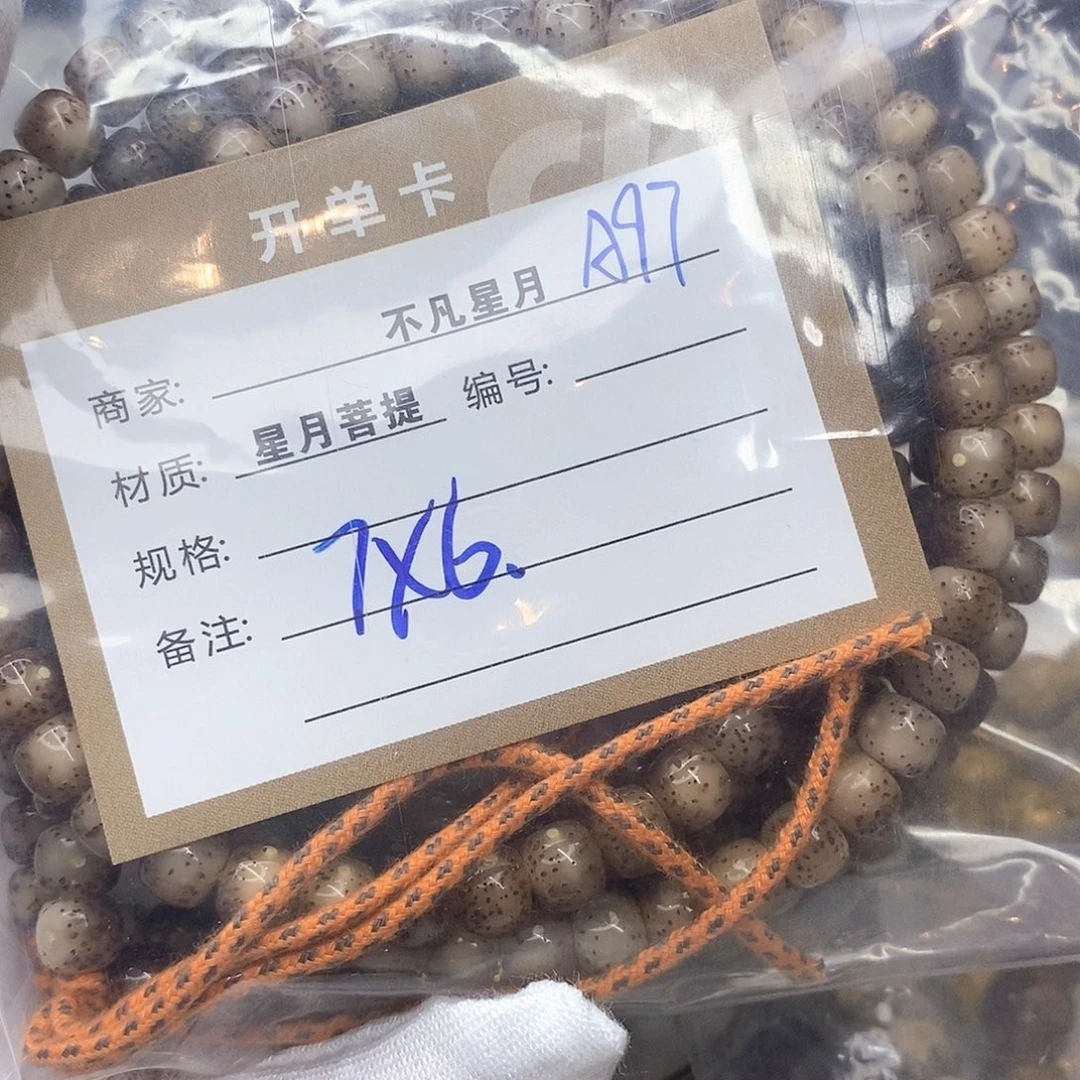 开单卡
商家: 不凡星月 A97
材质: 星月菩提 编号:
规格:
备注: 7X6.